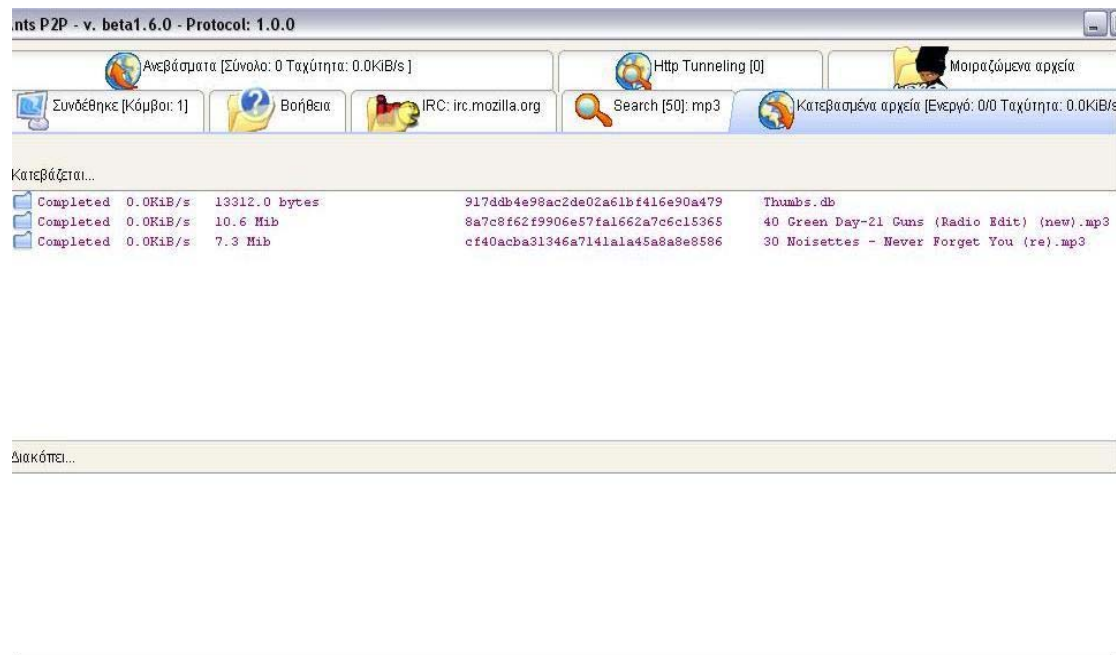 nts P2P - v. beta1.6.0 - Protocol: 1.0.0
Ανεβάσματα [Σύνολο: 0 Ταχύτητα: 0.0KiB/s ]
Http Tunneling [0]
Μοιραζώμενα αρχεία
Συνδέθηκε [Κόμβοι: 1]
Βοήθεια
IRC: irc.mozilla.org
Search [50]: mp3
Κατεβασμένα αρχεία [Ενεργό: 0/0 Ταχύτητα: 0.0KiB/s
Κατεβάζεται...
Completed 0.0KiB/s 13312.0 bytes 917ddb4e98ac2de02a61bf416e90a479 Thumbs.db
Completed 0.0KiB/s 10.6 Mib 8a7c8f62f9906e57fa1662a7c6c15365 40 Green Day-21 Guns (Radio Edit) (new).mp3
Completed 0.0KiB/s 7.3 Mib cf40acba31346a7141a1a45a8a8e8586 30 Noisettes - Never Forget You (re).mp3
Διακόπει...